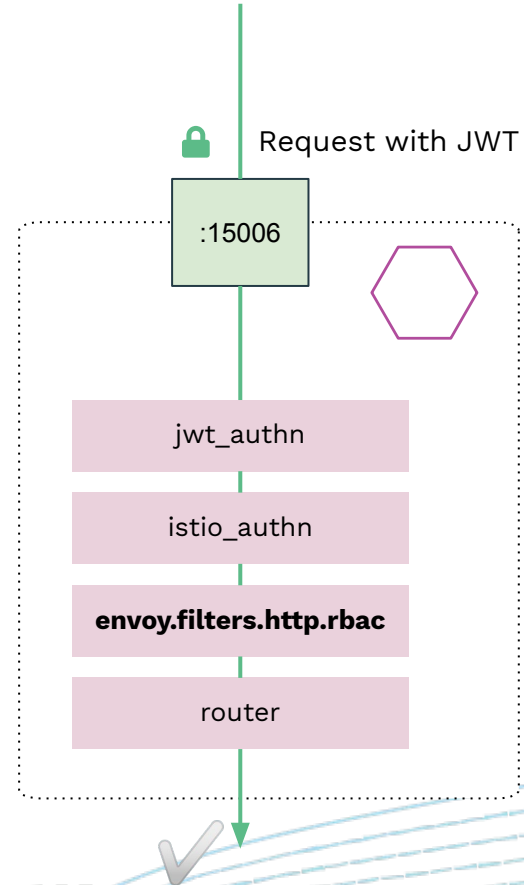 Request with JWT
:15006
jwt_authn
istio_authn
envoy.filters.http.rbac
router